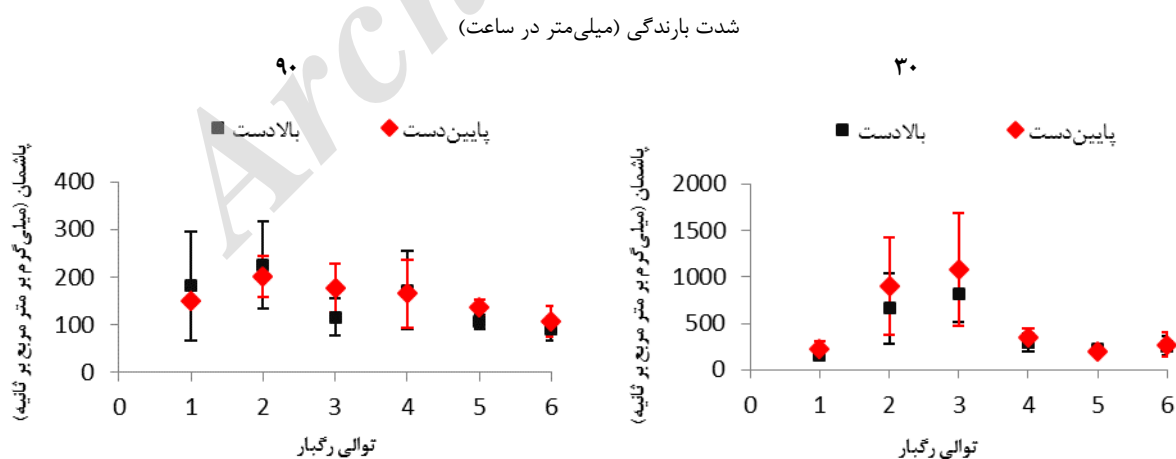 شدت بارندگی (میلی‌متر در ساعت)
۳۰
۹۰
بالادست
پایین‌دست
پاشمان (میلی‌گرم بر متر مربع بر ثانیه)
2000
1500
1000
500
0
0 1 2 3 4 5 6
توالی رگبار
بالادست
پایین‌دست
پاشمان (میلی‌گرم بر متر مربع بر ثانیه)
400
300
200
100
0
0 1 2 3 4 5 6
توالی رگبار